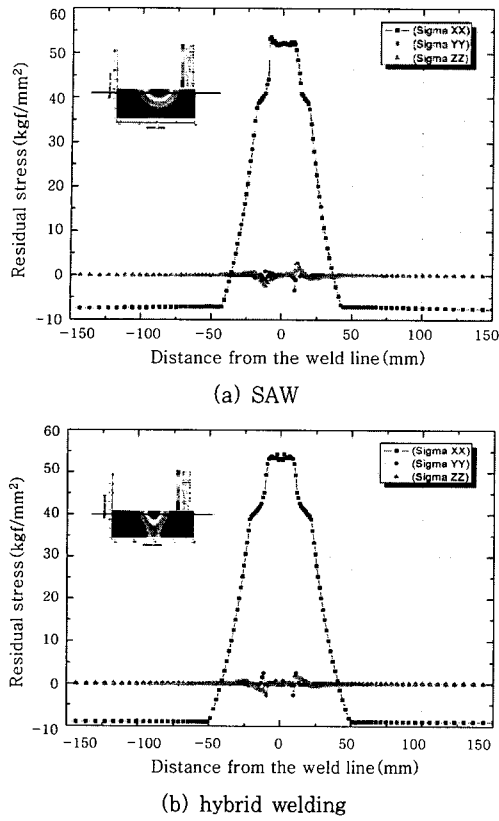 60
50
40
30
20
10
0
-10
Residual stress(kgf/mm²)
(Sigma XX)
(Sigma YY)
(Sigma ZZ)
-150 -100 -50 0 50 100 150
Distance from the weld line(mm)
(a) SAW
60
50
40
30
20
10
0
-10
Residual stress(kgf/mm²)
(Sigma XX)
(Sigma YY)
(Sigma ZZ)
-150 -100 -50 0 50 100 150
Distance from the weld line(mm)
(b) hybrid welding